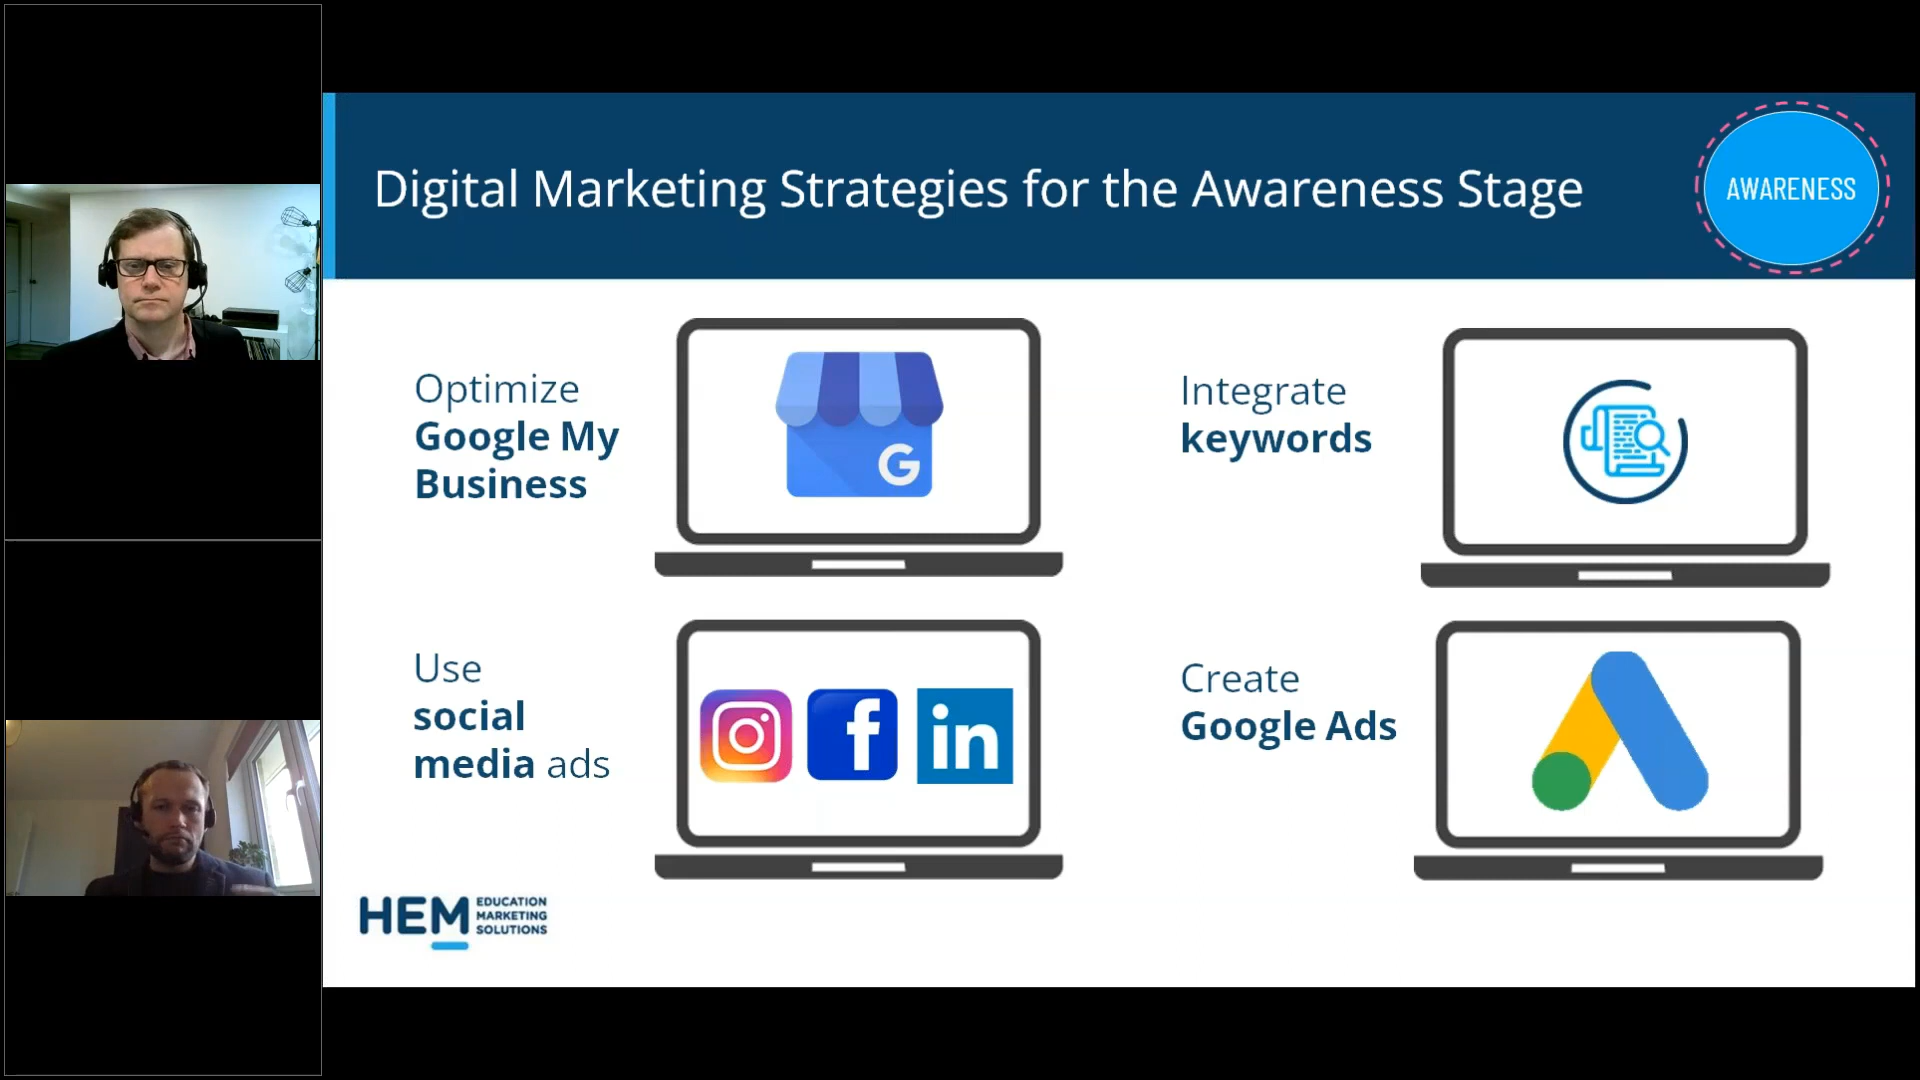 Digital Marketing Strategies for the Awareness Stage
AWARENESS
Optimize
Google My
Business
G
Integrate
keywords
Use
social
media ads
f
in
Create
Google Ads
HEM
EDUCATION
MARKETING
SOLUTIONS